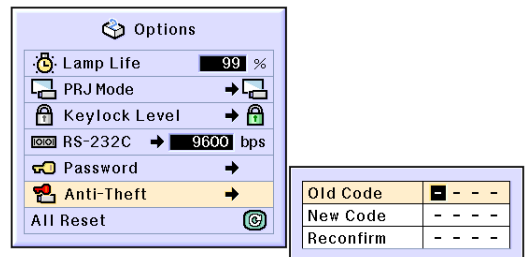 Options
Lamp Life 99 %
PRJ Mode
Keylock Level
RS-232C 9600 bps
Password
Anti-Theft
All Reset
Old Code - - - -
New Code - - - -
Reconfirm - - - -